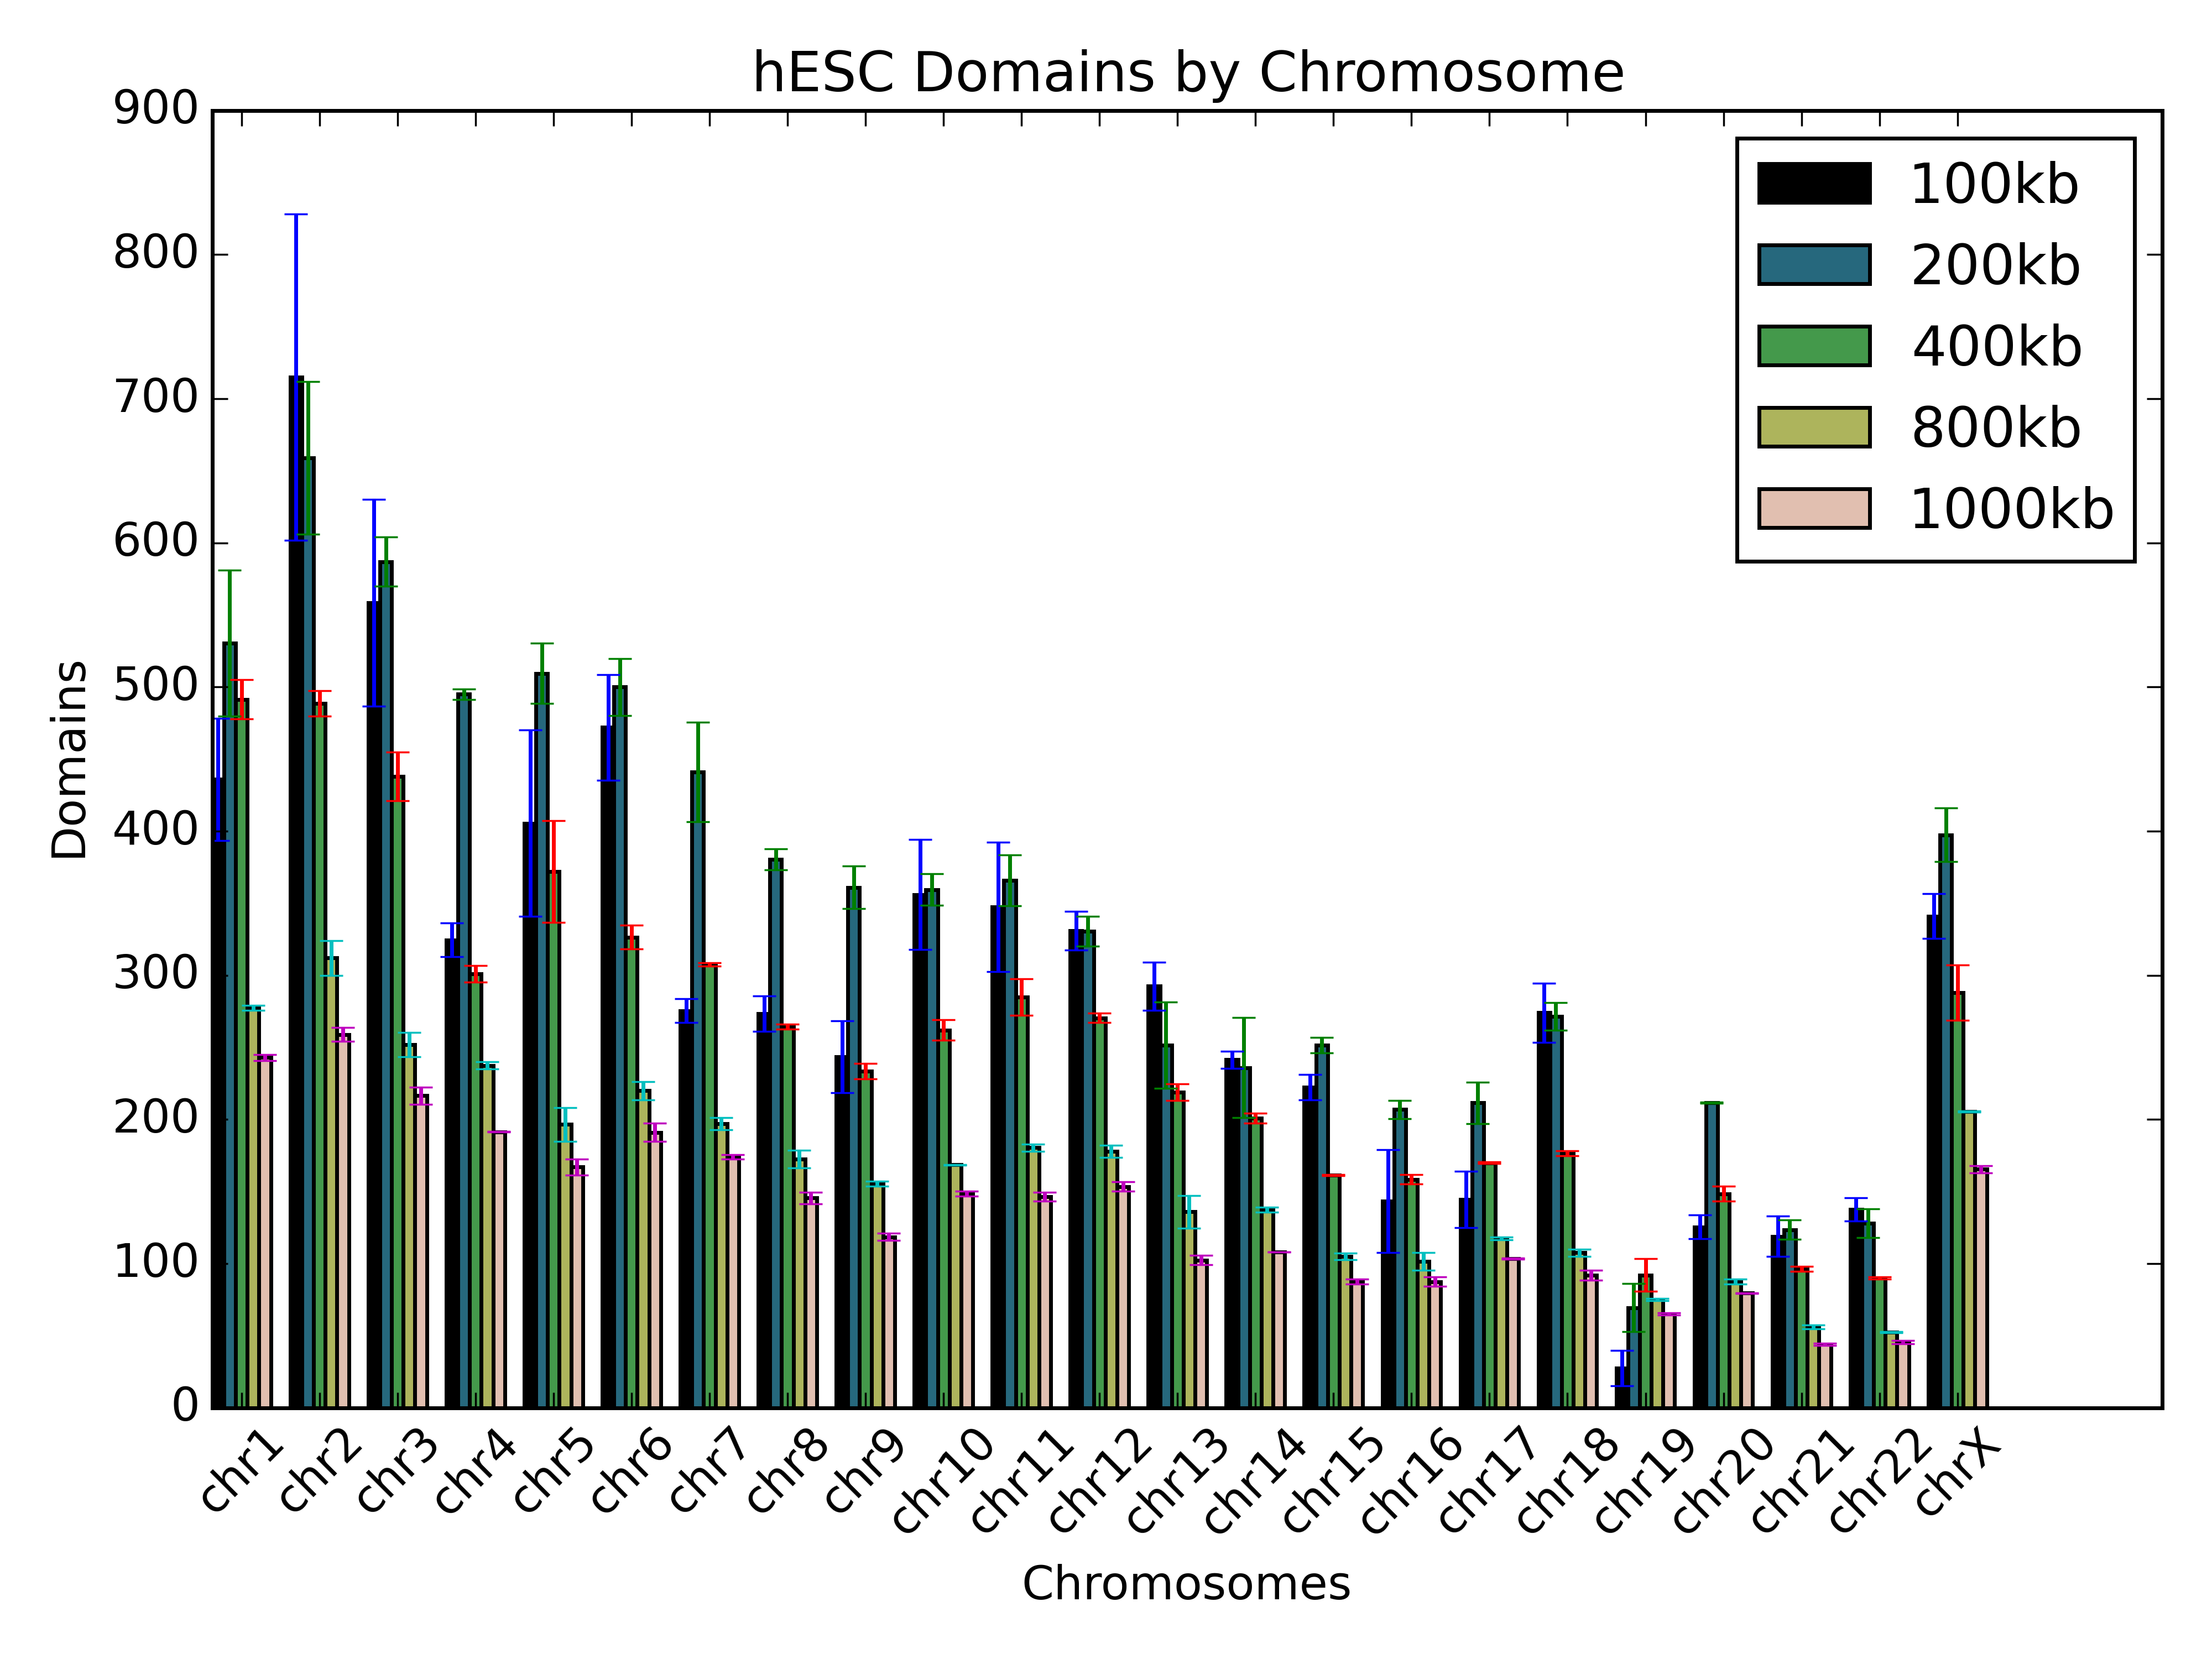 hESC Domains by Chromosome
900
800
700
600
500
400
300
200
100
0
Domains
100kb
200kb
400kb
800kb
1000kb
chr1
chr2
chr3
chr4
chr5
chr6
chr7
chr8
chr9
chr10
chr11
chr12
chr13
chr14
chr15
chr16
chr17
chr18
chr19
chr20
chr21
chr22
chrX
Chromosomes